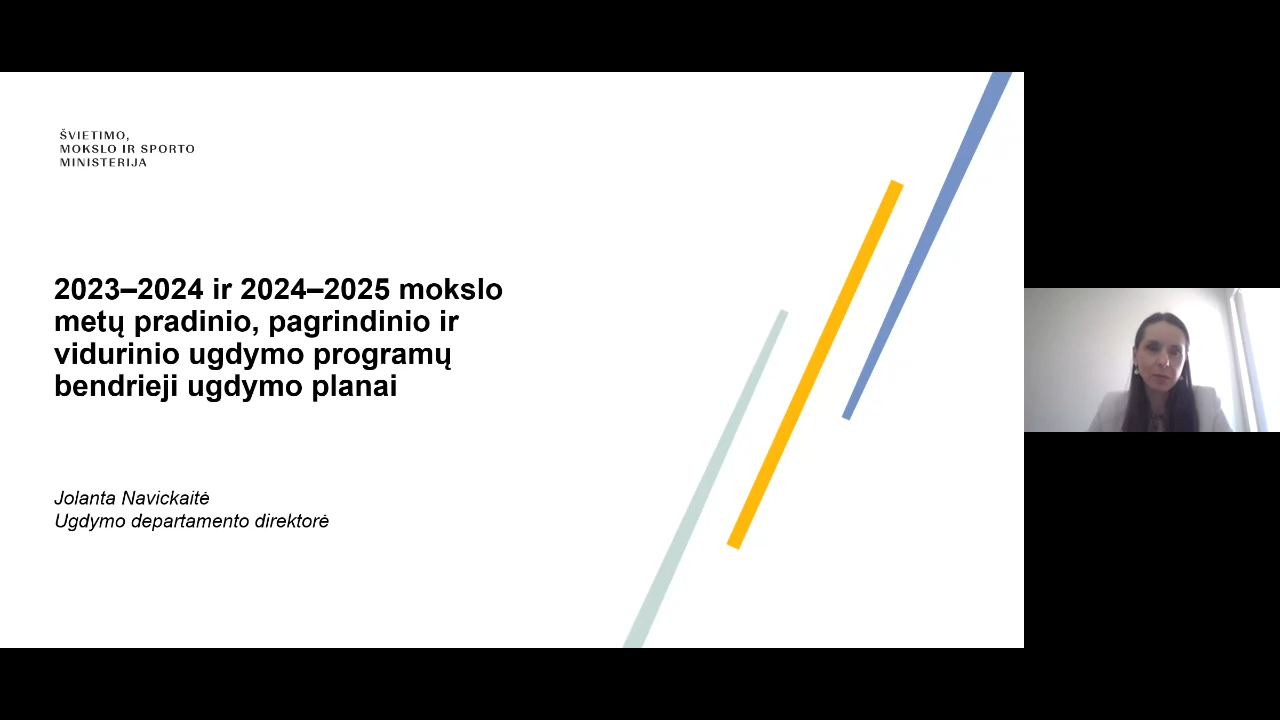 ŠVIETIMO,
MOKSLO IR SPORTO
MINISTERIJA
2023–2024 ir 2024–2025 mokslo
metų pradinio, pagrindinio ir
vidurinio ugdymo programų
bendrieji ugdymo planai
Jolanta Navickaitė
Ugdymo departamento direktorė